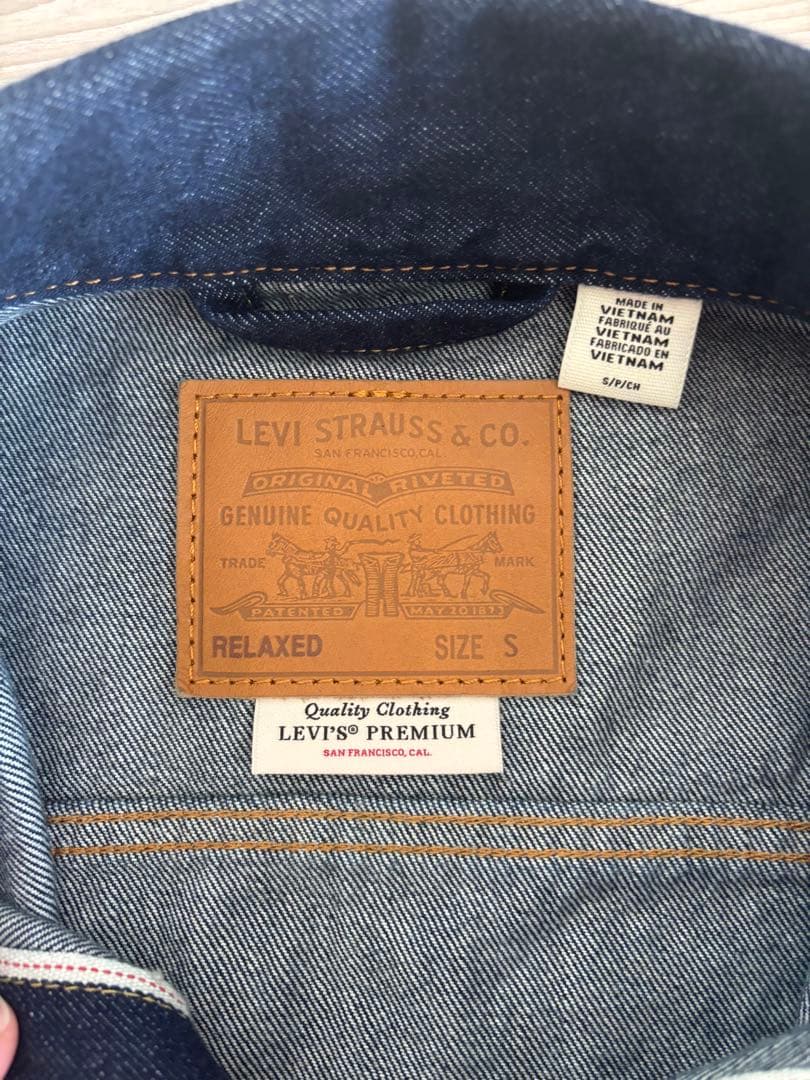 MADE IN
VIETNAM
FABRIQUÉ AU
VIETNAM
FABRICADO EN
VIETNAM
S/P/CH
LEVI STRAUSS & CO.
SAN FRANCISCO, CAL.
ORIGINAL RIVETED
GENUINE QUALITY CLOTHING
TRADE MARK
PATENTED MAY 20 1873
RELAXED SIZE S
Quality Clothing
LEVI'S® PREMIUM
SAN FRANCISCO, CAL.